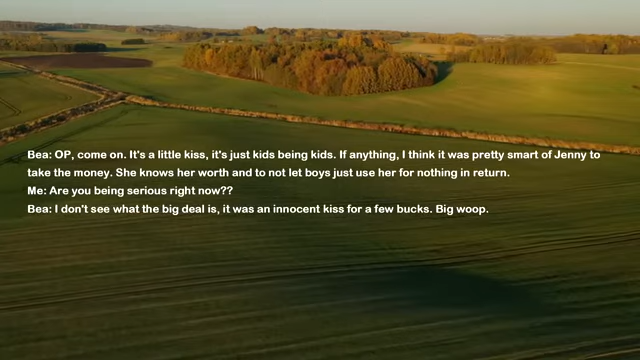 Bea: OP, come on. It's a little kiss, it's just kids being kids. If anything, I think it was pretty smart of Jenny to
take the money. She knows her worth and to not let boys just use her for nothing in return.
Me: Are you being serious right now??
Bea: I don't see what the big deal is, it was an innocent kiss for a few bucks. Big woop.